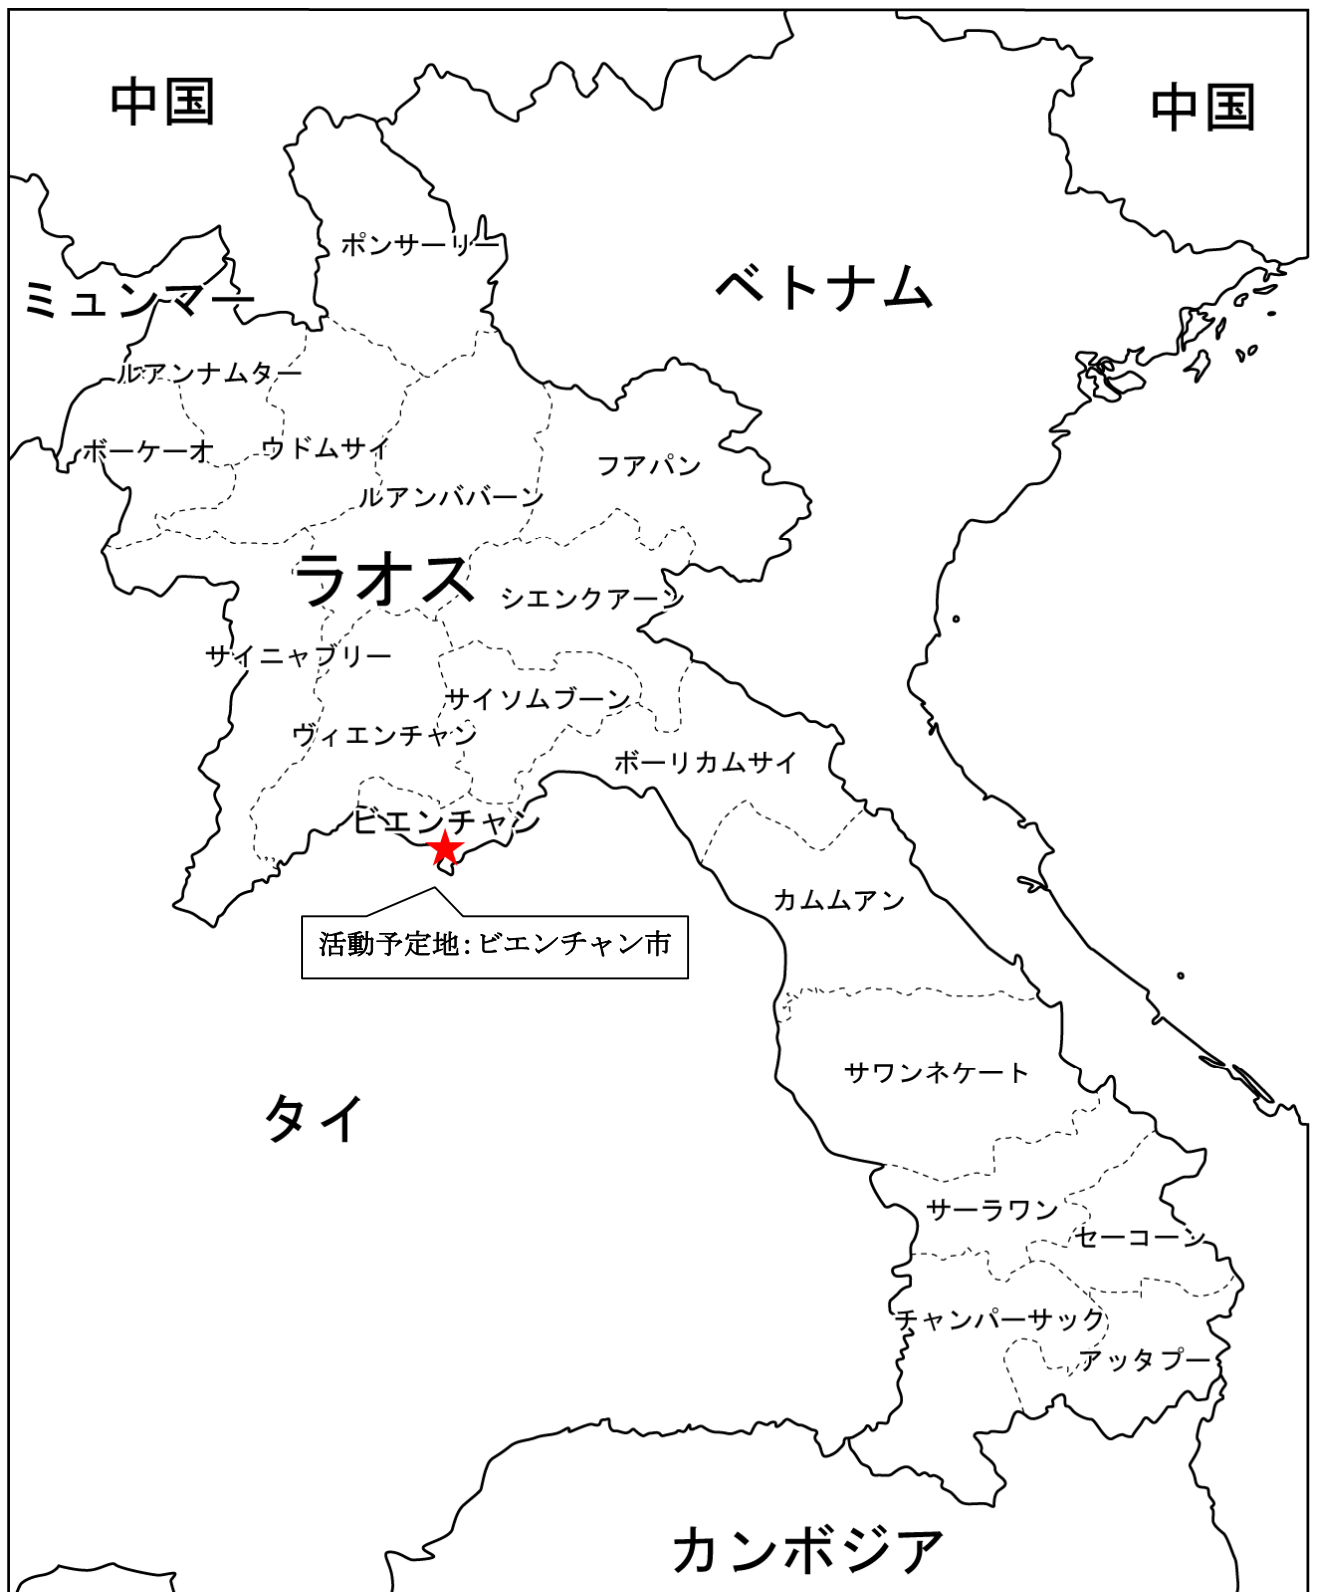 中国
中国
ポンサーリー
ベトナム
ミュンマー
ルアンナムター
ボーケーオ
ウドムサイ
フアパン
ルアンババーン
ラオス
シエンクアーン
サイニャブリー
サイソムブーン
ヴィエンチャン
ボーリカムサイ
ビエンチャン
カムムアン
活動予定地：ビエンチャン市
サワンネケート
タイ
サーラワン
セーコーン
チャンパーサック
アッタプー
カンボジア